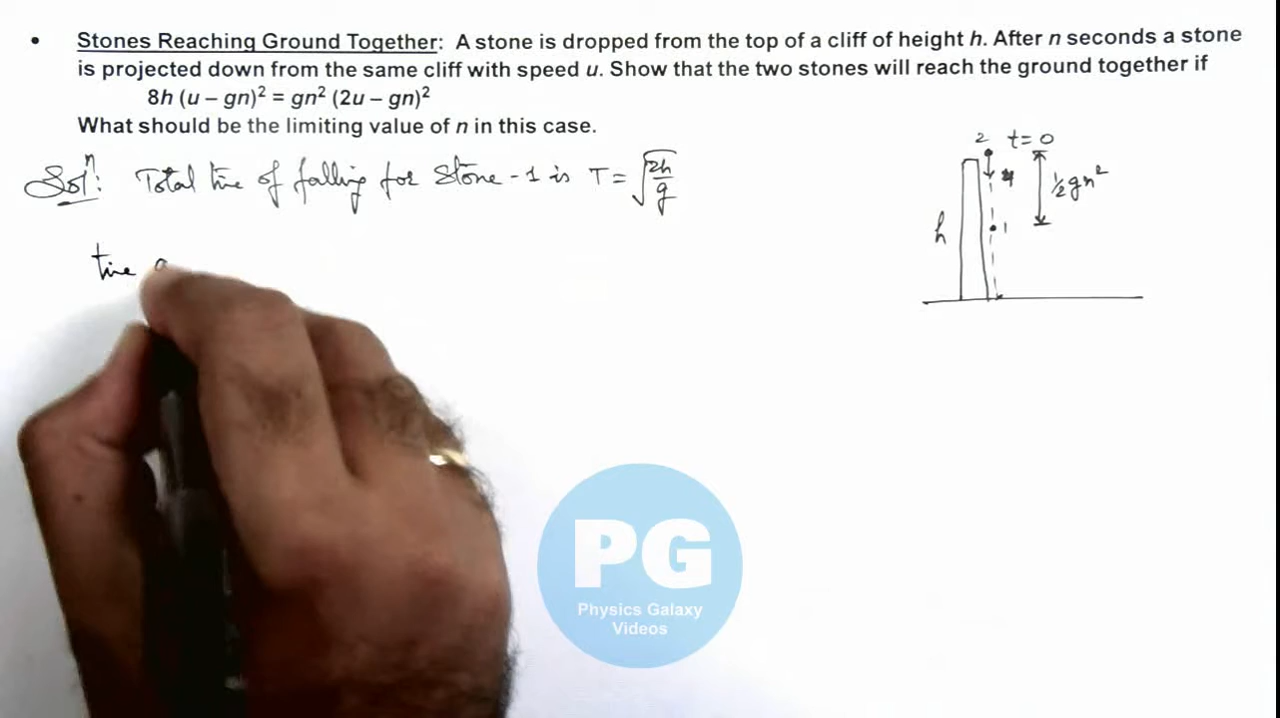 • Stones Reaching Ground Together: A stone is dropped from the top of a cliff of height h. After n seconds a stone
is projected down from the same cliff with speed u. Show that the two stones will reach the ground together if
8h (u – gn)² = gn² (2u – gn)²
What should be the limiting value of n in this case.
Solⁿ: Total time of falling for Stone-1 is T = √(2h/g)
2 t=0
½gn²
h
1
time
PG
Physics Galaxy
Videos